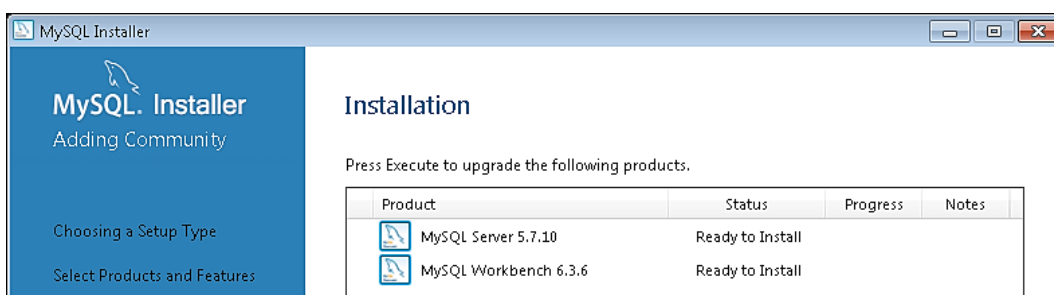 MySQL Installer
MySQL. Installer
Adding Community
Choosing a Setup Type
Select Products and Features
Installation
Press Execute to upgrade the following products.
Product Status Progress Notes
MySQL Server 5.7.10 Ready to Install
MySQL Workbench 6.3.6 Ready to Install